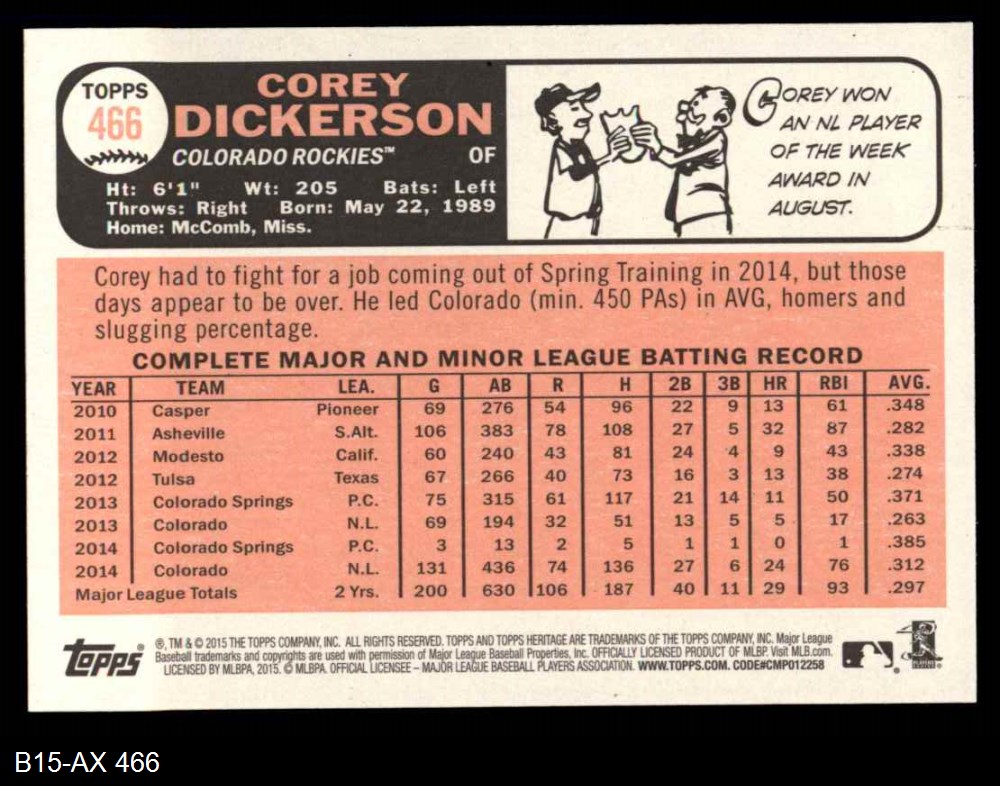 TOPPS
466
COREY
DICKERSON
COLORADO ROCKIES™ OF
Ht: 6'1" Wt: 205 Bats: Left
Throws: Right Born: May 22, 1989
Home: McComb, Miss.
COREY WON
AN NL PLAYER
OF THE WEEK
AWARD IN
AUGUST.
Corey had to fight for a job coming out of Spring Training in 2014, but those
days appear to be over. He led Colorado (min. 450 PAs) in AVG, homers and
slugging percentage.
COMPLETE MAJOR AND MINOR LEAGUE BATTING RECORD
YEAR TEAM LEA. G AB R H 2B 3B HR RBI AVG.
2010 Casper Pioneer 69 276 54 96 22 9 13 61 .348
2011 Asheville S.Alt. 106 383 78 108 27 5 32 87 .282
2012 Modesto Calif. 60 240 43 81 24 4 9 43 .338
2012 Tulsa Texas 67 266 40 73 16 3 13 38 .274
2013 Colorado Springs P.C. 75 315 61 117 21 14 11 50 .371
2013 Colorado N.L. 69 194 32 51 13 5 5 17 .263
2014 Colorado Springs P.C. 3 13 2 5 1 1 0 1 .385
2014 Colorado N.L. 131 436 74 136 27 6 24 76 .312
Major League Totals 2 Yrs. 200 630 106 187 40 11 29 93 .297
topps
®, TM & © 2015 THE TOPPS COMPANY, INC. ALL RIGHTS RESERVED. TOPPS AND TOPPS HERITAGE ARE TRADEMARKS OF THE TOPPS COMPANY, INC. Major League
Baseball trademarks and copyrights are used with permission of Major League Baseball Properties, Inc. OFFICIALLY LICENSED PRODUCT OF MLBP. Visit MLB.com.
LICENSED BY MLBPA, 2015. © MLBPA. OFFICIAL LICENSEE – MAJOR LEAGUE BASEBALL PLAYERS ASSOCIATION. WWW.TOPPS.COM. CODE#CMP012258
B15-AX 466